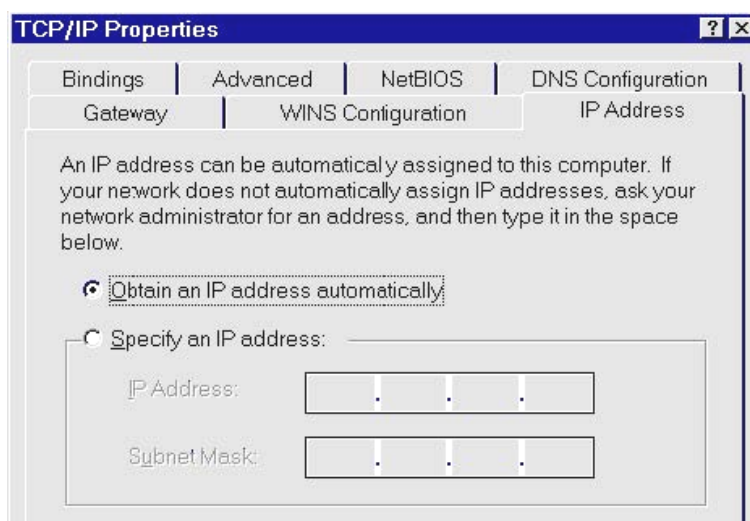 TCP/IP Properties
? X
Bindings Advanced NetBIOS DNS Configuration
Gateway WINS Configuration IP Address
An IP address can be automatically assigned to this computer. If
your network does not automatically assign IP addresses, ask your
network administrator for an address, and then type it in the space
below.
Obtain an IP address automatically
Specify an IP address:
IP Address:
. . .
Subnet Mask:
. . .